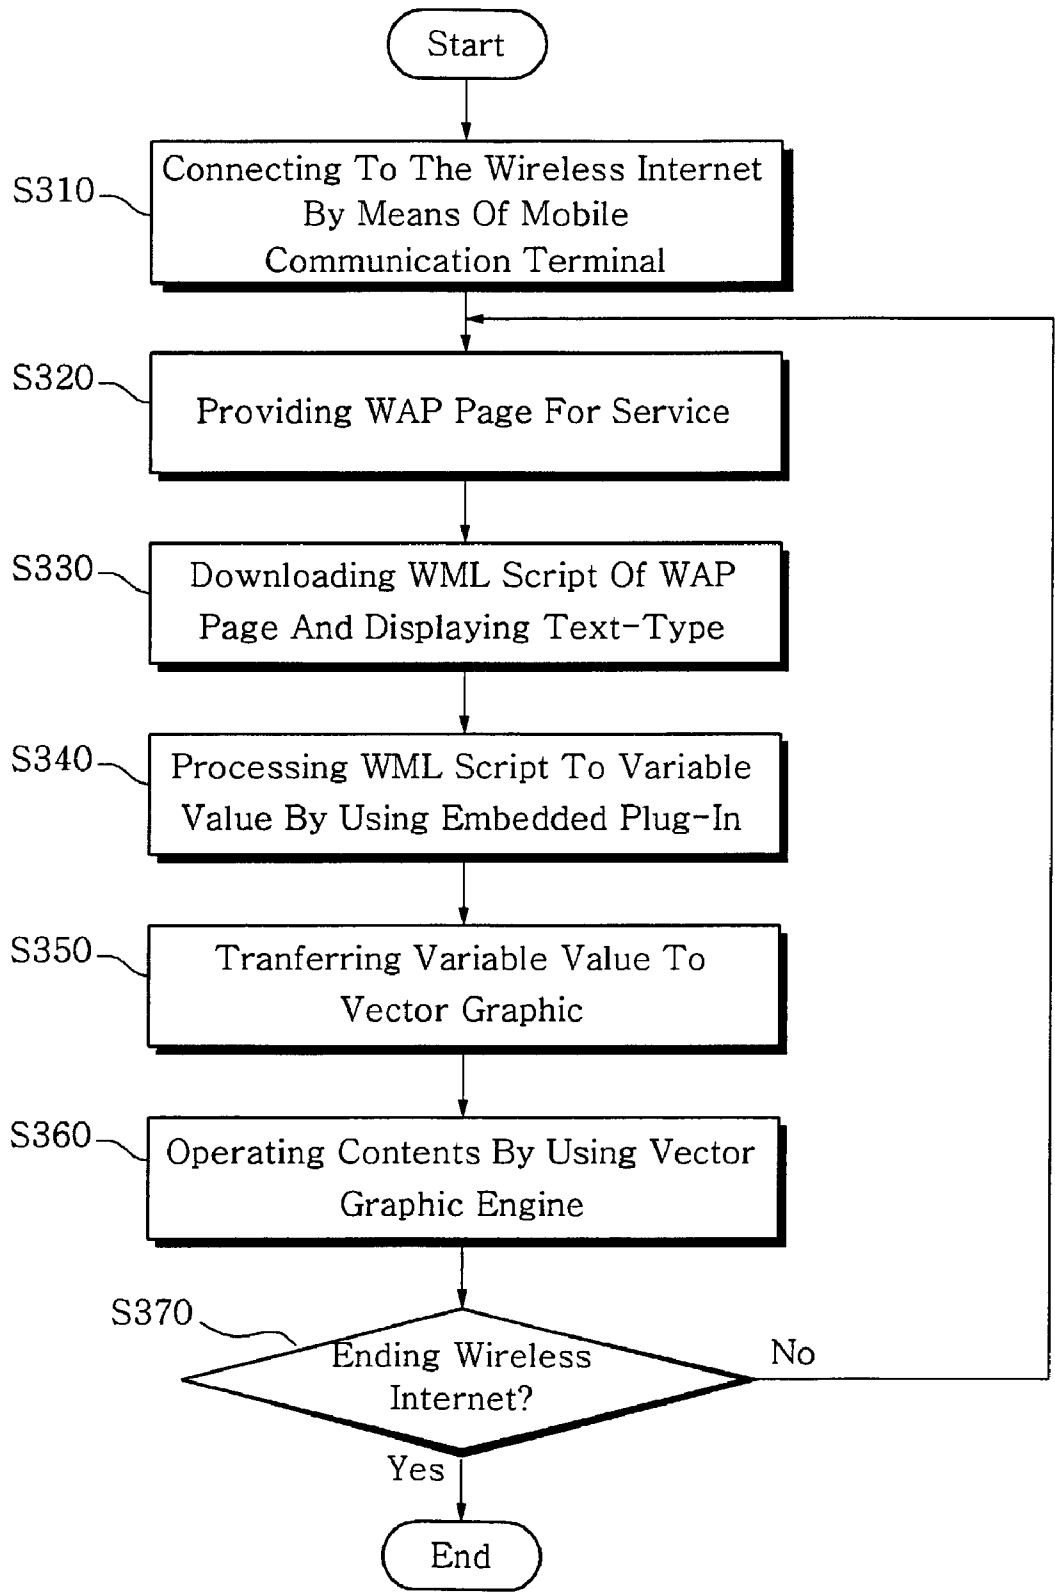 Start
S310
Connecting To The Wireless Internet
By Means Of Mobile
Communication Terminal
S320
Providing WAP Page For Service
S330
Downloading WML Script Of WAP
Page And Displaying Text-Type
S340
Processing WML Script To Variable
Value By Using Embedded Plug-In
S350
Tranferring Variable Value To
Vector Graphic
S360
Operating Contents By Using Vector
Graphic Engine
S370
Ending Wireless
Internet?
No
Yes
End